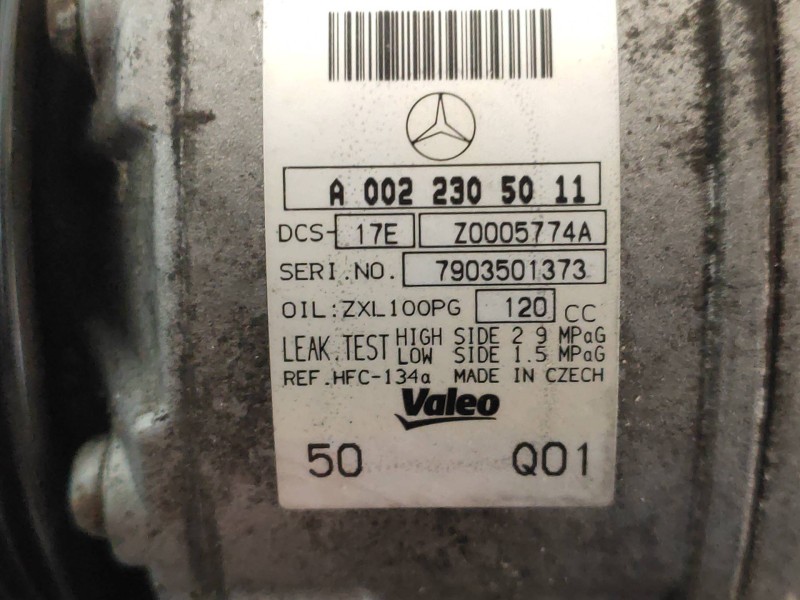 A 002 230 50 11
DCS-17E Z0005774A
SERI.NO. 7903501373
OIL:ZXL100PG 120 CC
LEAK.TEST HIGH SIDE 2 9 MPaG
LOW SIDE 1.5 MPaG
REF.HFC-134a MADE IN CZECH
Valeo
50 Q01